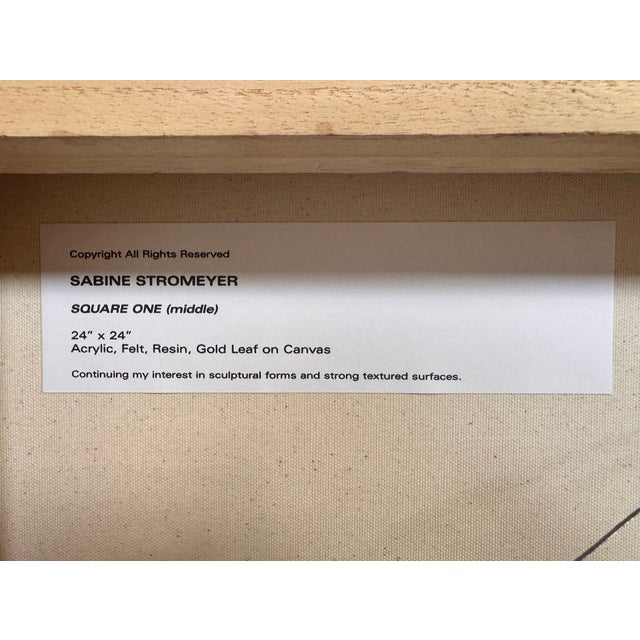 Copyright All Rights Reserved
SABINE STROMEYER
SQUARE ONE (middle)
24” x 24”
Acrylic, Felt, Resin, Gold Leaf on Canvas
Continuing my interest in sculptural forms and strong textured surfaces.